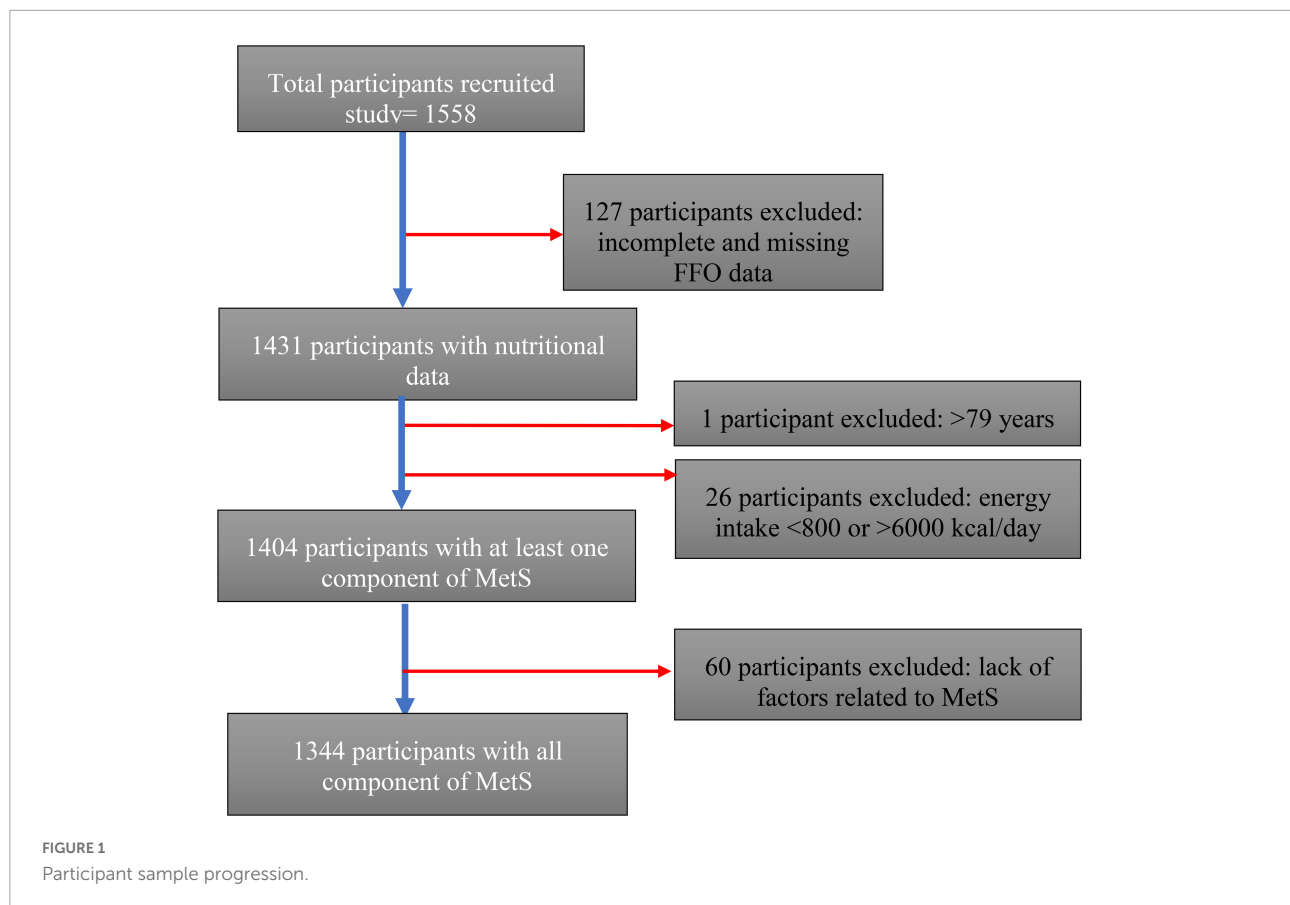 Total participants recruited
study= 1558
127 participants excluded:
incomplete and missing
FFQ data
1431 participants with nutritional
data
1 participant excluded: >79 years
26 participants excluded: energy
intake <800 or >6000 kcal/day
1404 participants with at least one
component of MetS
60 participants excluded: lack of
factors related to MetS
1344 participants with all
component of MetS
FIGURE 1
Participant sample progression.